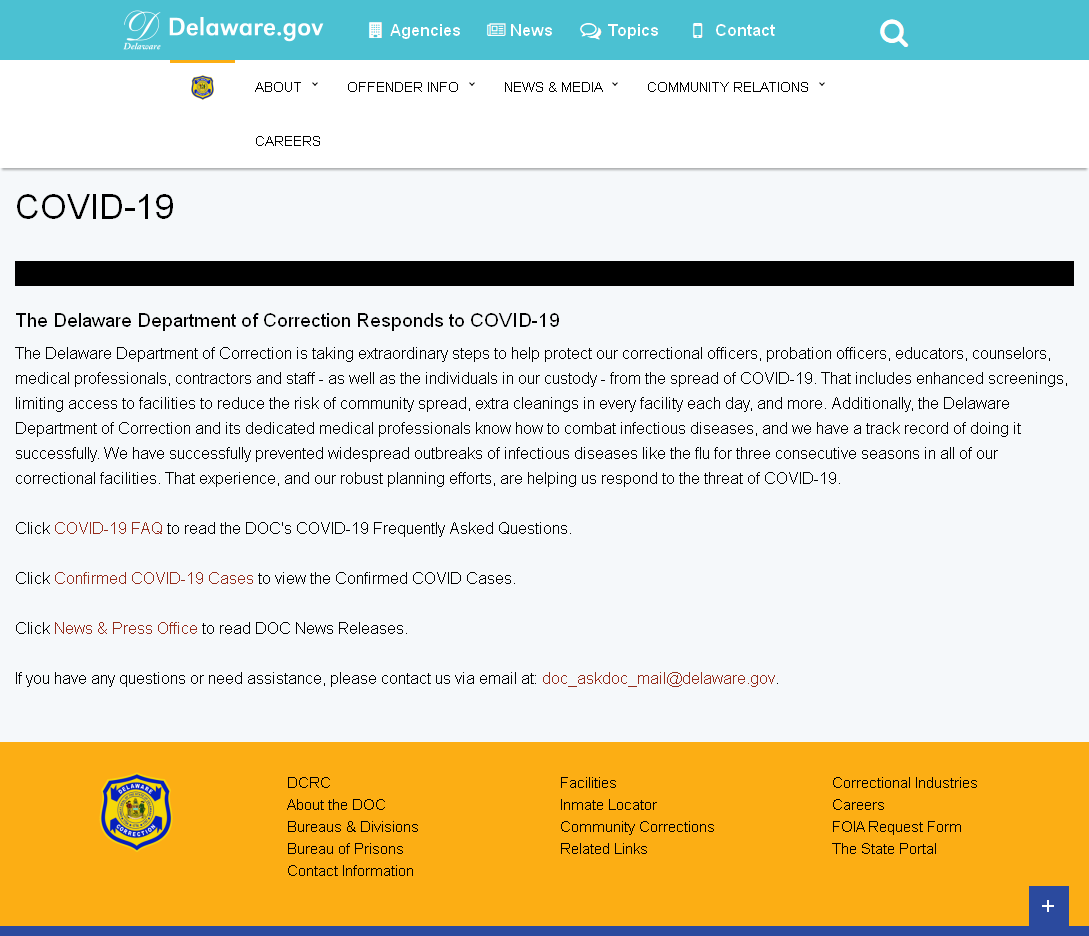 Delaware
Delaware.gov
Agencies
News
Topics
Contact
ABOUT
OFFENDER INFO
NEWS & MEDIA
COMMUNITY RELATIONS
CAREERS
COVID-19
The Delaware Department of Correction Responds to COVID-19
The Delaware Department of Correction is taking extraordinary steps to help protect our correctional officers, probation officers, educators, counselors,
medical professionals, contractors and staff - as well as the individuals in our custody - from the spread of COVID-19. That includes enhanced screenings,
limiting access to facilities to reduce the risk of community spread, extra cleanings in every facility each day, and more. Additionally, the Delaware
Department of Correction and its dedicated medical professionals know how to combat infectious diseases, and we have a track record of doing it
successfully. We have successfully prevented widespread outbreaks of infectious diseases like the flu for three consecutive seasons in all of our
correctional facilities. That experience, and our robust planning efforts, are helping us respond to the threat of COVID-19.
Click COVID-19 FAQ to read the DOC's COVID-19 Frequently Asked Questions.
Click Confirmed COVID-19 Cases to view the Confirmed COVID Cases.
Click News & Press Office to read DOC News Releases.
If you have any questions or need assistance, please contact us via email at: doc_askdoc_mail@delaware.gov.
DELAWARE
CORRECTION
DCRC
About the DOC
Bureaus & Divisions
Bureau of Prisons
Contact Information
Facilities
Inmate Locator
Community Corrections
Related Links
Correctional Industries
Careers
FOIA Request Form
The State Portal
+